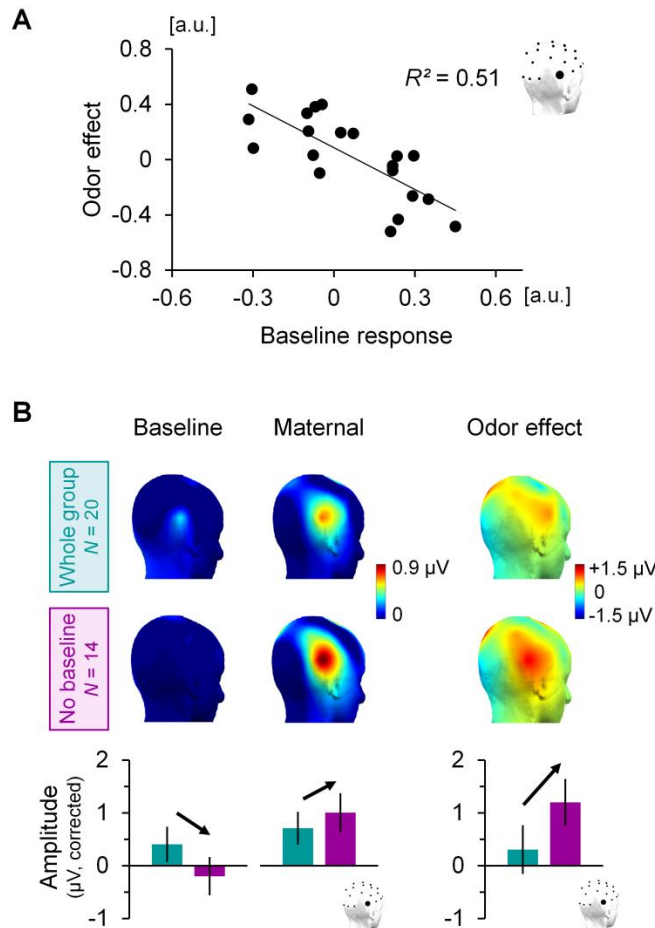 A
[a.u.]
0.8
0.4
0
-0.4
-0.8
Odor effect
R² = 0.51
-0.6 -0.3 0 0.3 0.6 [a.u.]
Baseline response
B
Baseline Maternal Odor effect
Whole group
N = 20
0.9 µV
0
+1.5 µV
0
-1.5 µV
No baseline
N = 14
Amplitude
(µV, corrected)
2
1
0
-1
2
1
0
-1